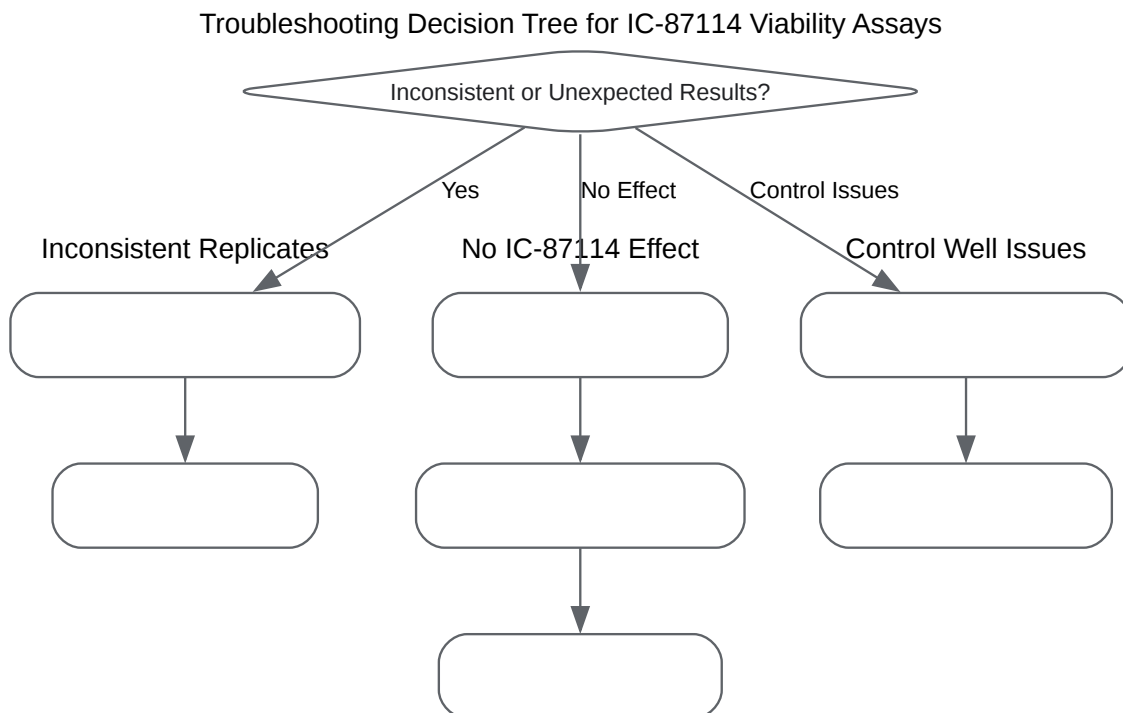 Troubleshooting Decision Tree for IC-87114 Viability Assays
Inconsistent or Unexpected Results?
Yes
No Effect
Control Issues
Inconsistent Replicates
No IC-87114 Effect
Control Well Issues